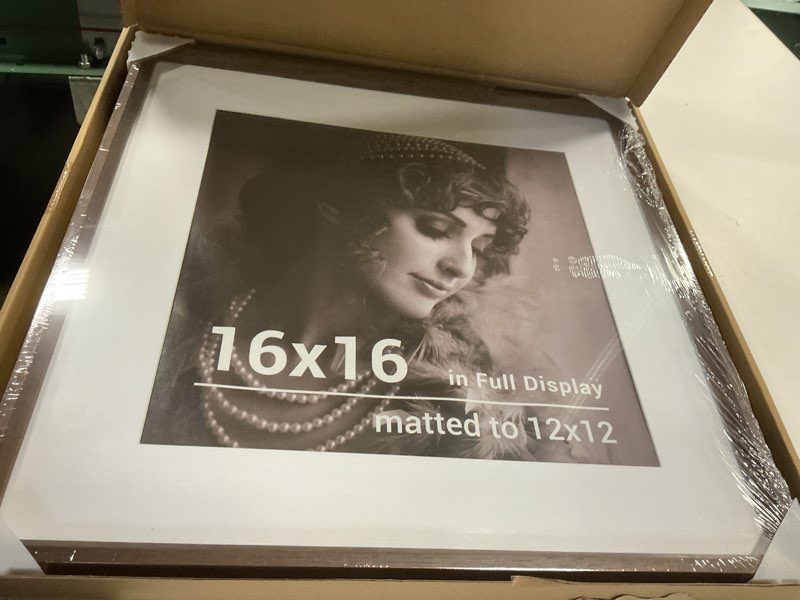 16x16
in Full Display
matted to 12x12